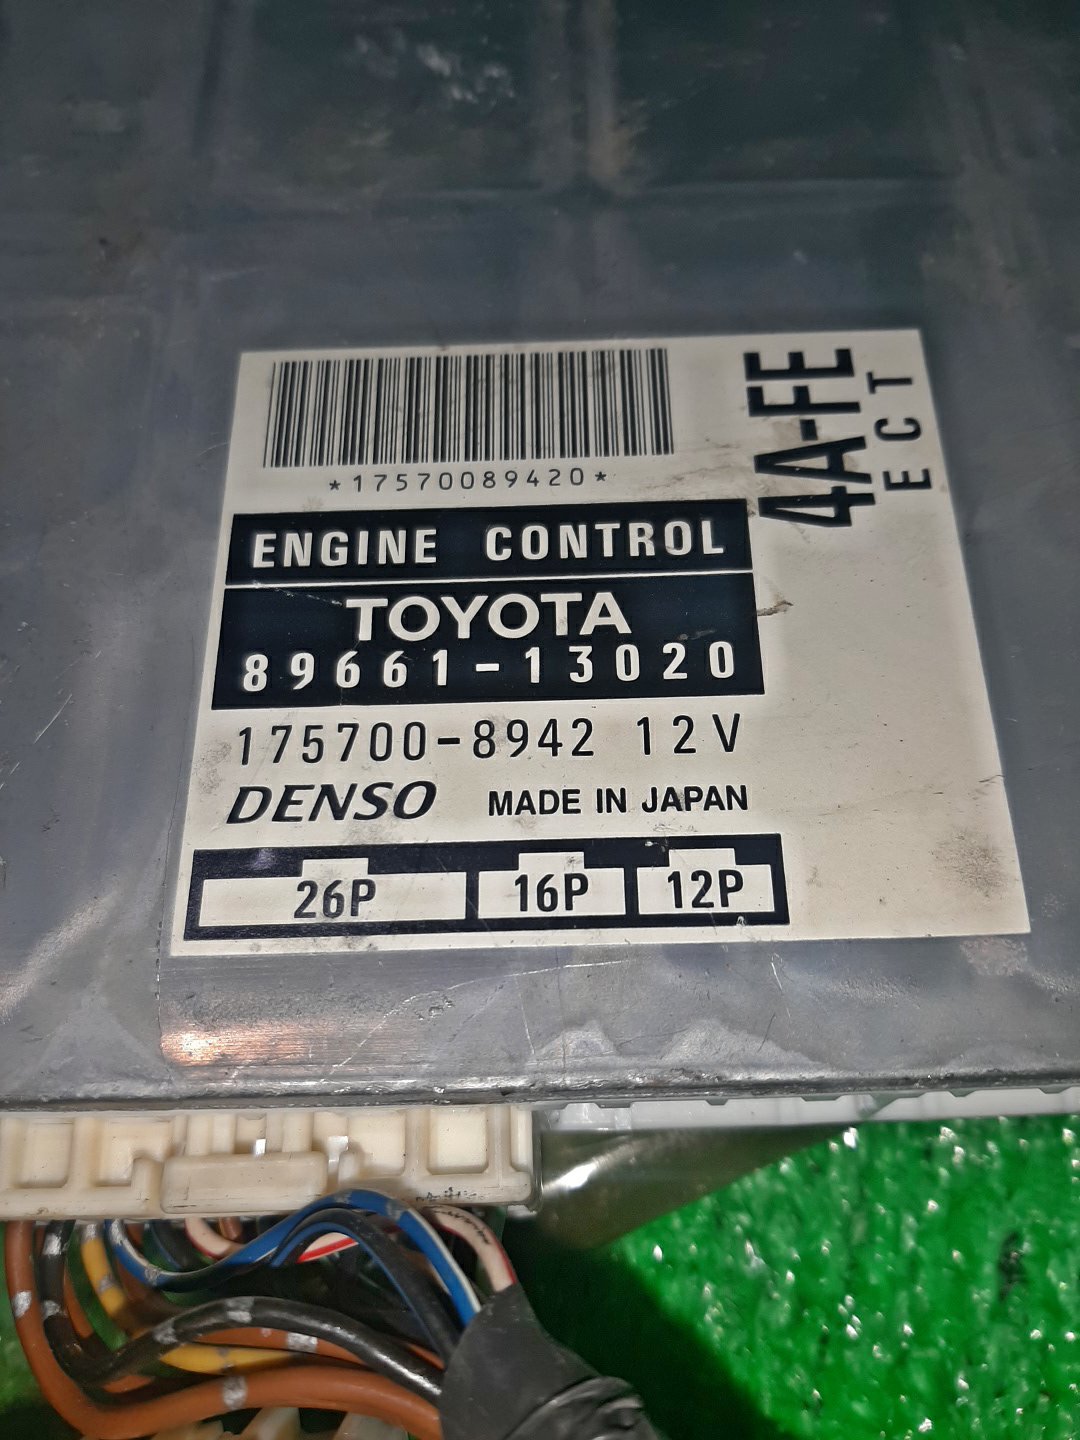 *17570089420*
4A-FE
ECT
ENGINE CONTROL
TOYOTA
89661-13020
175700-8942 12V
DENSO MADE IN JAPAN
26P 16P 12P